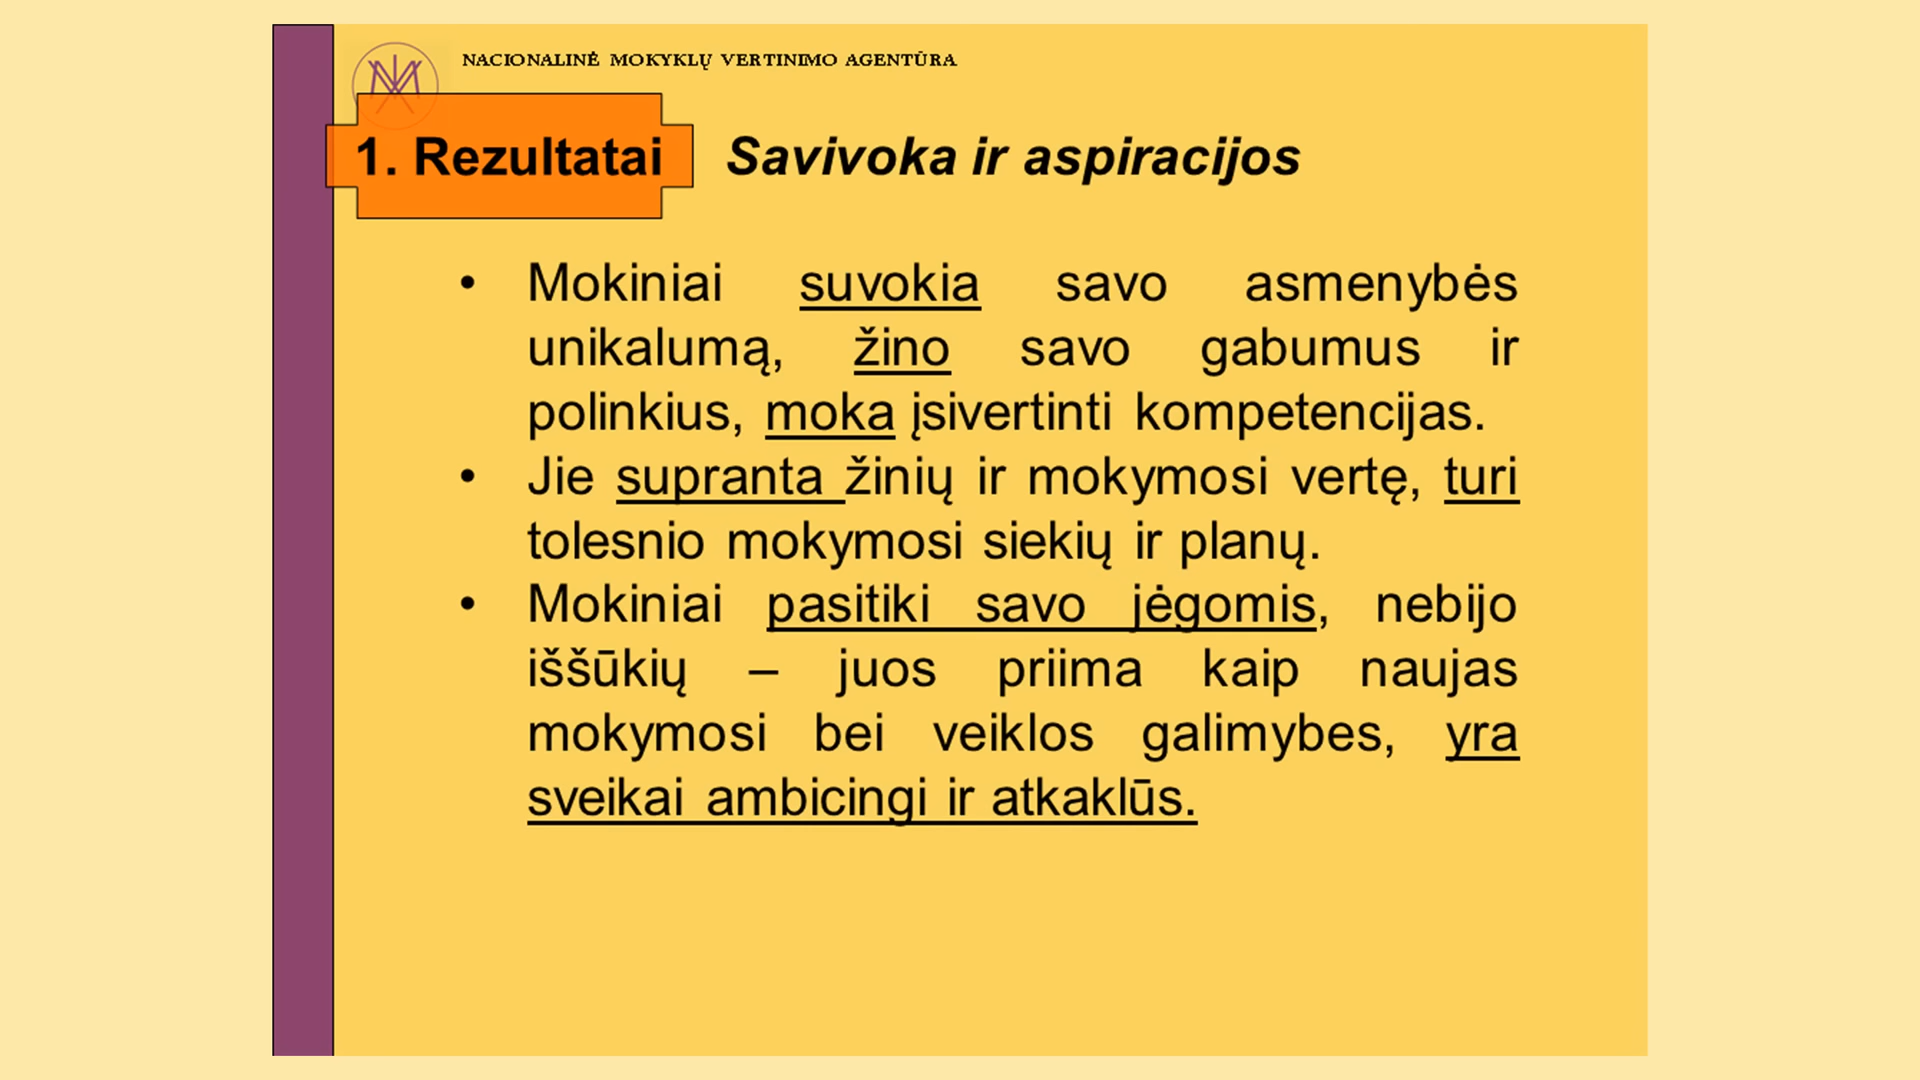 NACIONALINĖ MOKYKLŲ VERTINIMO AGENTŪRA
1. Rezultatai Savivoka ir aspiracijos
• Mokiniai suvokia savo asmenybės
unikalumą, žino savo gabumus ir
polinkius, moka įsivertinti kompetencijas.
• Jie supranta žinių ir mokymosi vertę, turi
tolesnio mokymosi siekių ir planų.
• Mokiniai pasitiki savo jėgomis, nebijo
iššūkių – juos priima kaip naujas
mokymosi bei veiklos galimybes, yra
sveikai ambicingi ir atkaklūs.